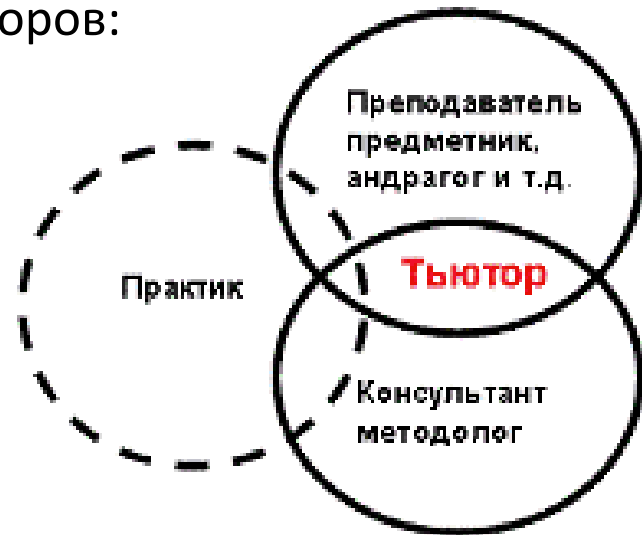 оров:
Преподаватель
предметник,
андрагог и т.д.
Тьютор
Практик
Консультант
методолог